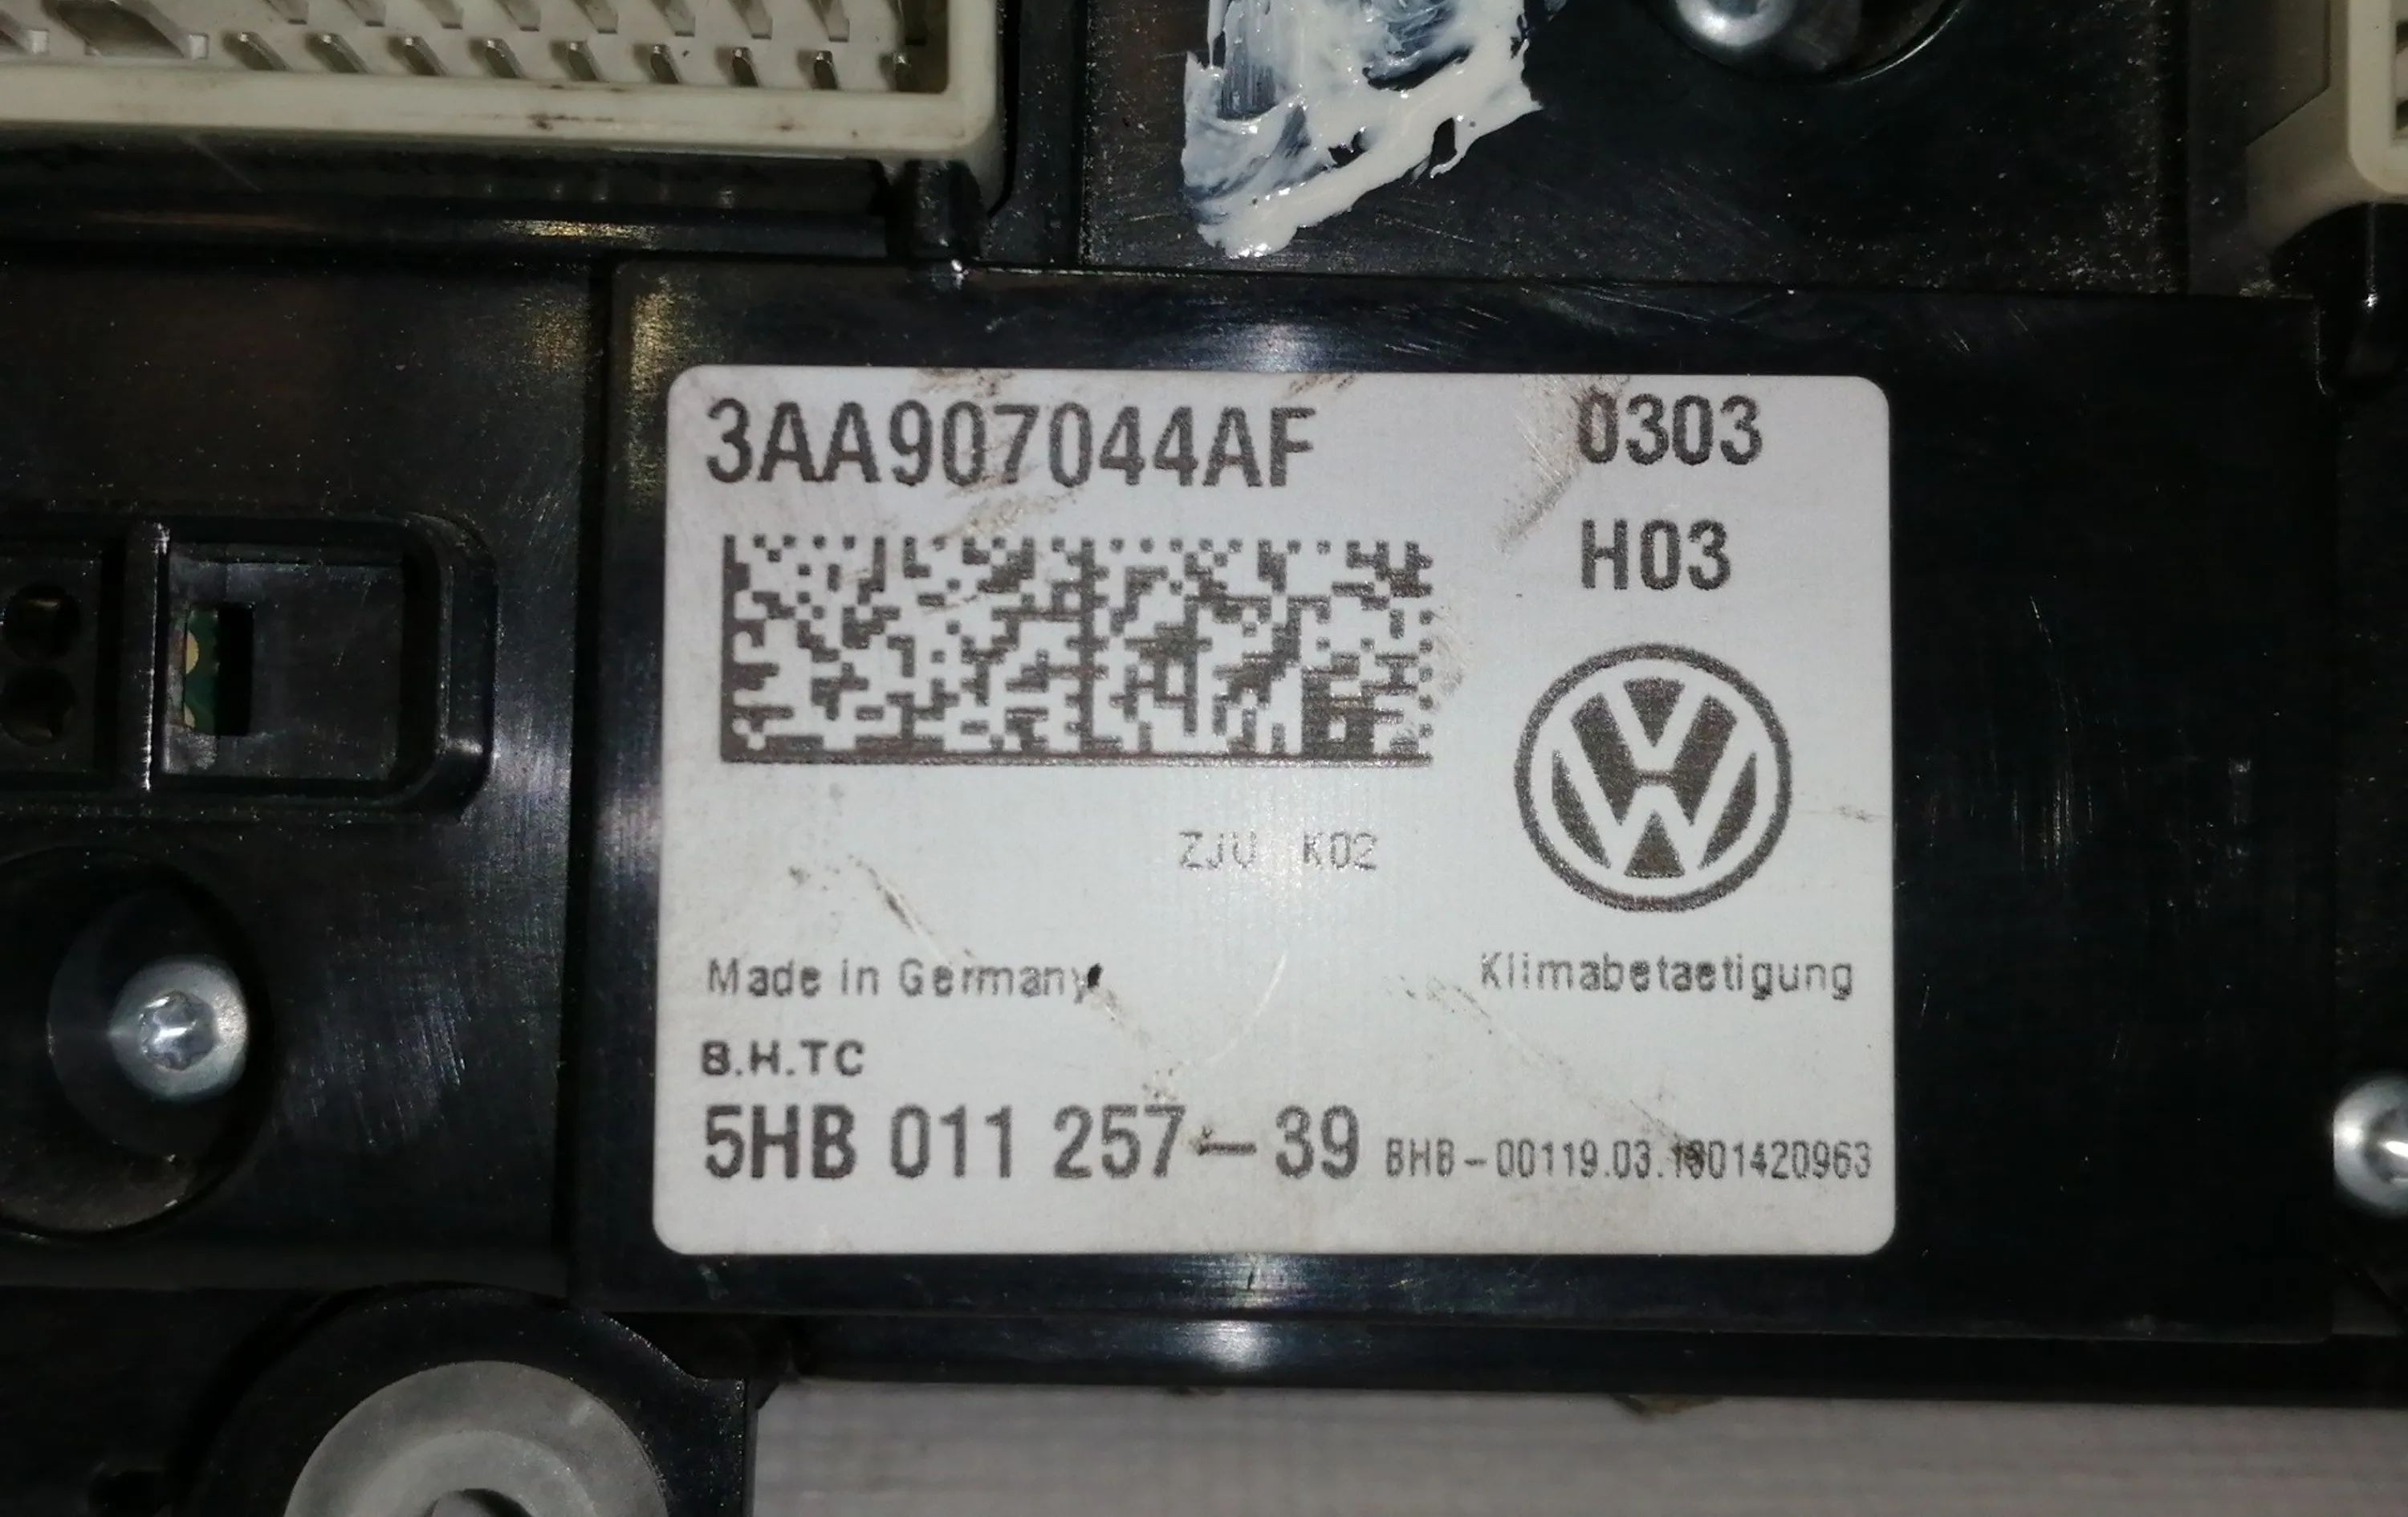 3AA907044AF 0303
H03
ZJU K02
Made in Germany Klimabetaetigung
B.H.TC
5HB 011 257-39 BHB-00119.03.1801420963